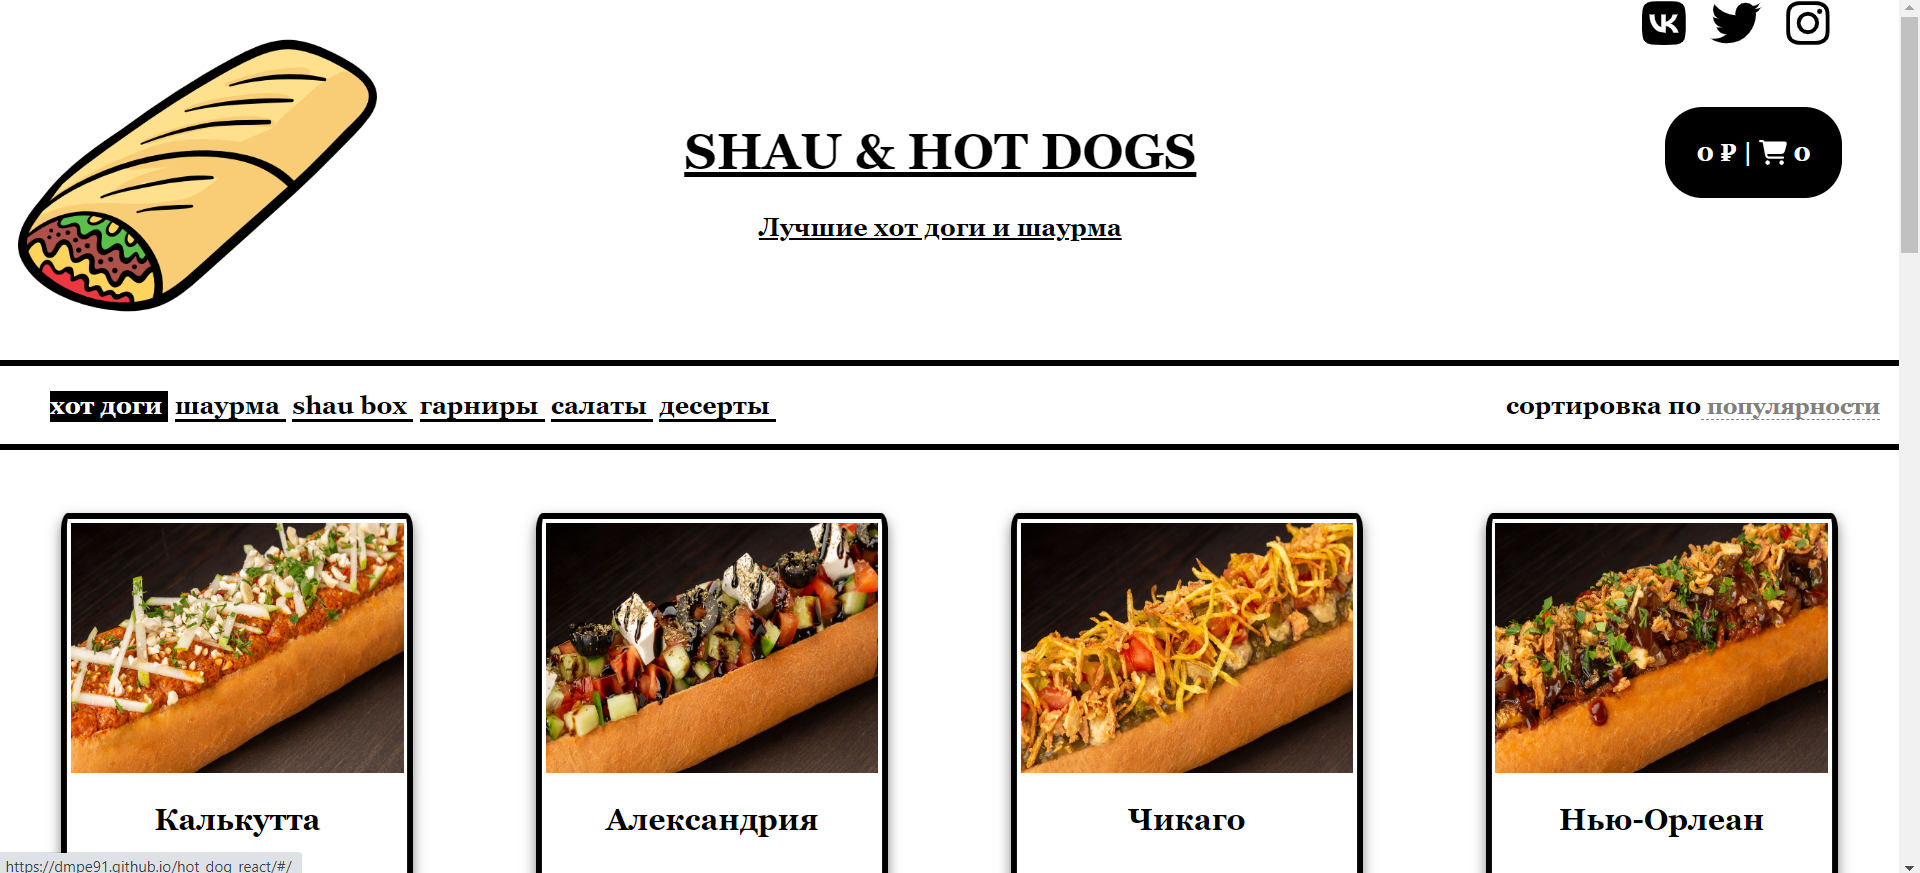 SHAU & HOT DOGS
0 ₽ | 0
Лучшие хот доги и шаурма
хот доги шаурма shau box гарниры салаты десерты сортировка по популярности
Калькутта Александрия Чикаго Нью-Орлеан
https://dmpe91.github.io/hot_dog_react/#/